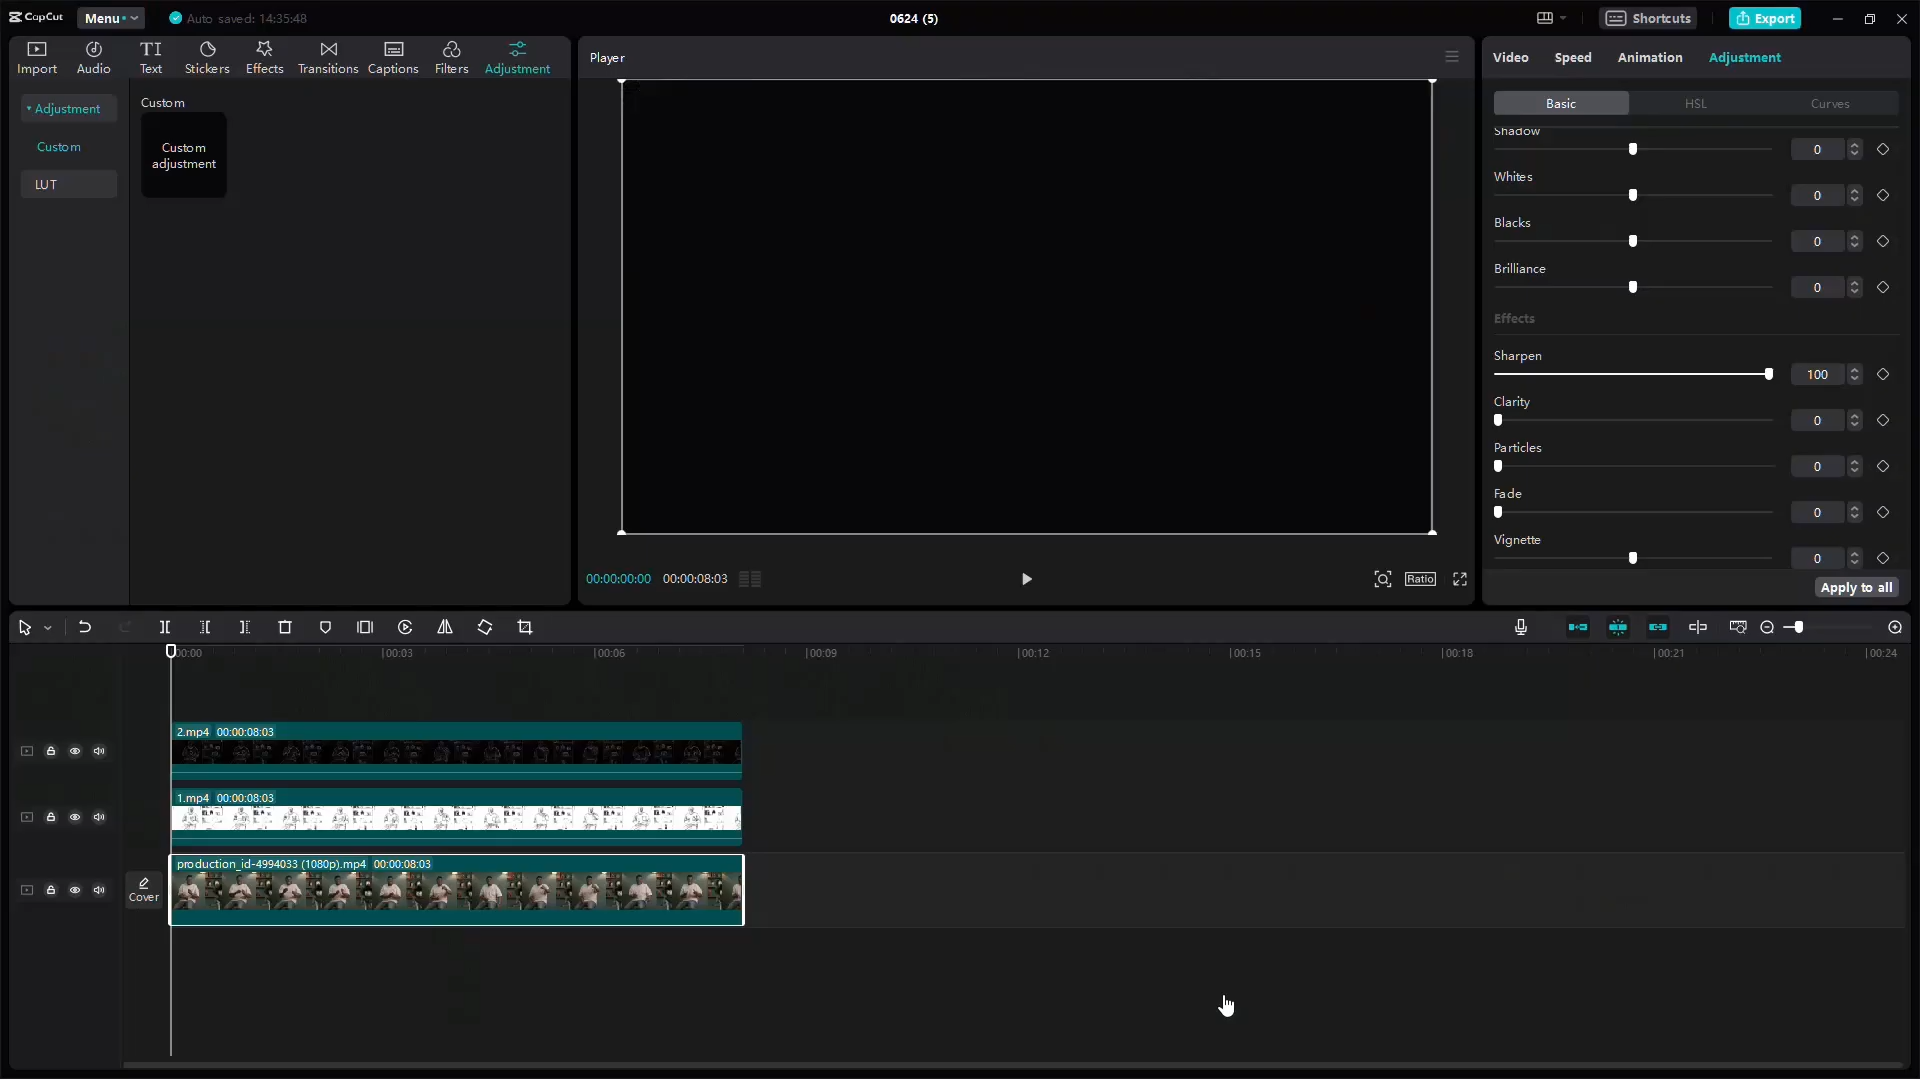 CapCut
Menu
Auto saved: 14:35:48
0624 (5)
Shortcuts
Export
Import
Audio
Text
Stickers
Effects
Transitions
Captions
Filters
Adjustment
Adjustment
Custom
LUT
Custom
Custom
adjustment
Player
00:00:00:00
00:00:08:03
Ratio
Video
Speed
Animation
Adjustment
Basic
HSL
Curves
Shadow
0
Whites
0
Blacks
0
Brilliance
0
Effects
Sharpen
100
Clarity
0
Particles
0
Fade
0
Vignette
0
Apply to all
00:00
00:03
00:06
00:09
00:12
00:15
00:18
00:21
00:24
2.mp4 00:00:08:03
1.mp4 00:00:08:03
production_id-4994033 (1080p).mp4 00:00:08:03
Cover